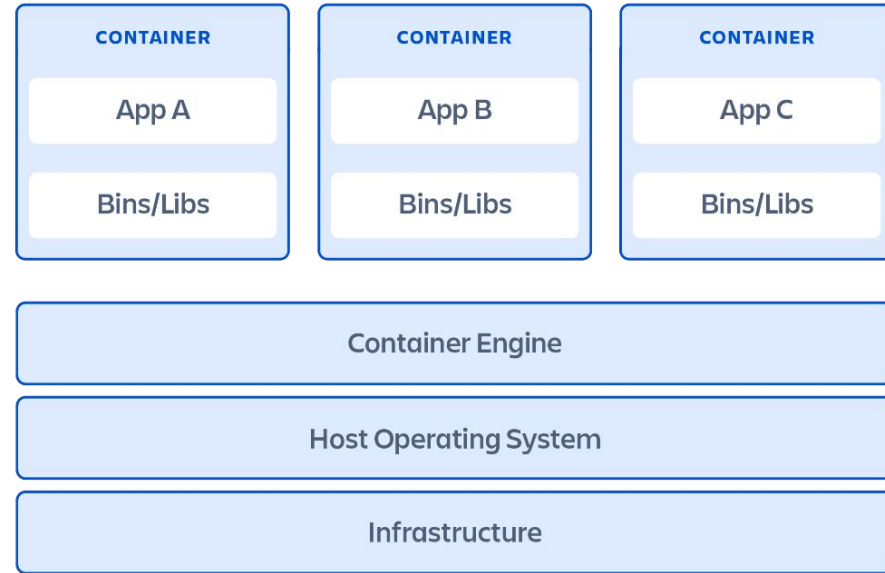 CONTAINER
App A
Bins/Libs
CONTAINER
App B
Bins/Libs
CONTAINER
App C
Bins/Libs
Container Engine
Host Operating System
Infrastructure